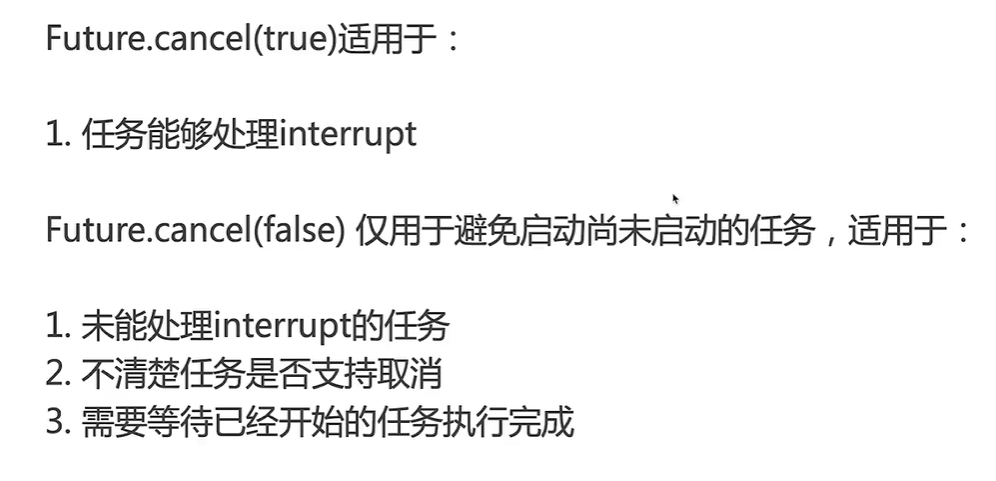 Future.cancel(true)适用于：
1. 任务能够处理interrupt
Future.cancel(false) 仅用于避免启动尚未启动的任务，适用于：
1. 未能处理interrupt的任务
2. 不清楚任务是否支持取消
3. 需要等待已经开始的任务执行完成